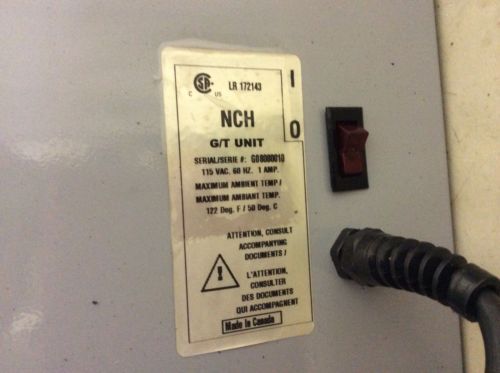 I
SA
C US
LR 172143
NCH
O
G/T UNIT
SERIAL/SERIE #: G08080010
115 VAC. 60 HZ. 1 AMP.
MAXIMUM AMBIENT TEMP /
MAXIMUM AMBIANT TEMP.
122 Deg. F / 50 Deg. C
ATTENTION, CONSULT
ACCOMPANYING
DOCUMENTS /
!
L'ATTENTION,
CONSULTER
DES DOCUMENTS
QUI ACCOMPAGNENT
Made In Canada